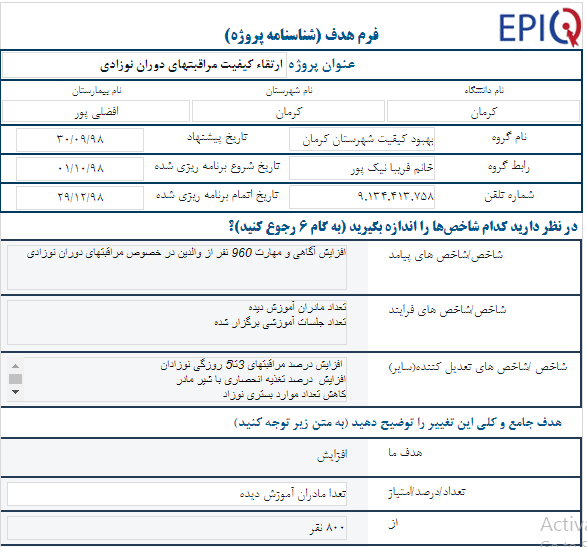 EPIQ
فرم هدف (شناسنامه پروژه)
عنوان پروژه ارتقاء کیفیت مراقبتهای دوران نوزادی
نام دانشگاه نام شهرستان نام بیمارستان
کرمان کرمان افضلی پور
نام گروه بهبود کیقیت شهرستان کرمان تاریخ پیشتهاد ۳۰/۰۹/۹۸
رابط گروه خانم فریبا نیک پور تاریخ شروع برنامه ریزی شده ۰۱/۱۰/۹۸
شماره تلفن ۹،۱۳۴،۴۱۳،۷۵۸ تاریخ اتمام برنامه ریزی شده ۲۹/۱۲/۹۸
در نظر دارید کدام شاخص‌ها را اندازه بگیرید (به گام ۶ رجوع کنید)؟
شاخص/شاخص های پیامد افزایش آگاهی و مهارت 960 نفر از والدین در خصوص مراقبتهای دوران نوزادی
شاخص/شاخص های فرایند تعداد مادران آموزش دیده
تعداد جلسات آموزشی برگزار شده
شاخص /شاخص های تعدیل کننده(سایر) افزایش درصد مراقبتهای 3تا5 روزگی نوزادان
افزایش درصد تغذیه انحصاری با شیر مادر
کاهش تعداد موارد بستری نوزاد
هدف جامع و کلی این تغییر را توضیح دهید (به متن زیر توجه کنید)
هدف ما افزایش
تعداد/درصد/امتیاز تعدا مادران آموزش دیده
از ۸۰۰ نفر
Activa